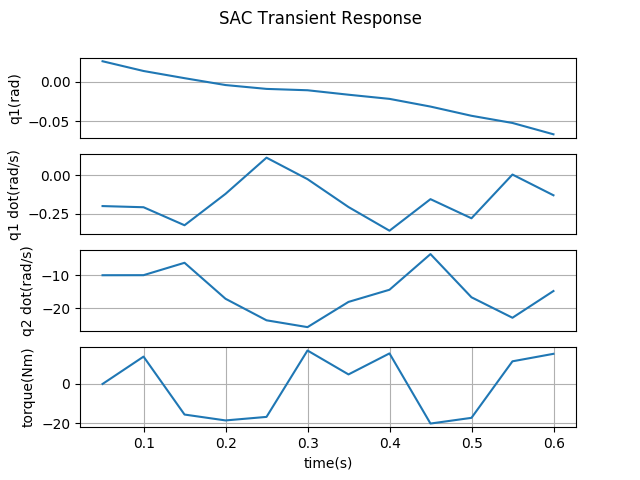 SAC Transient Response
q1(rad)
0.00
−0.05
q1 dot(rad/s)
0.00
−0.25
q2 dot(rad/s)
−10
−20
torque(Nm)
0
−20
0.1 0.2 0.3 0.4 0.5 0.6
time(s)